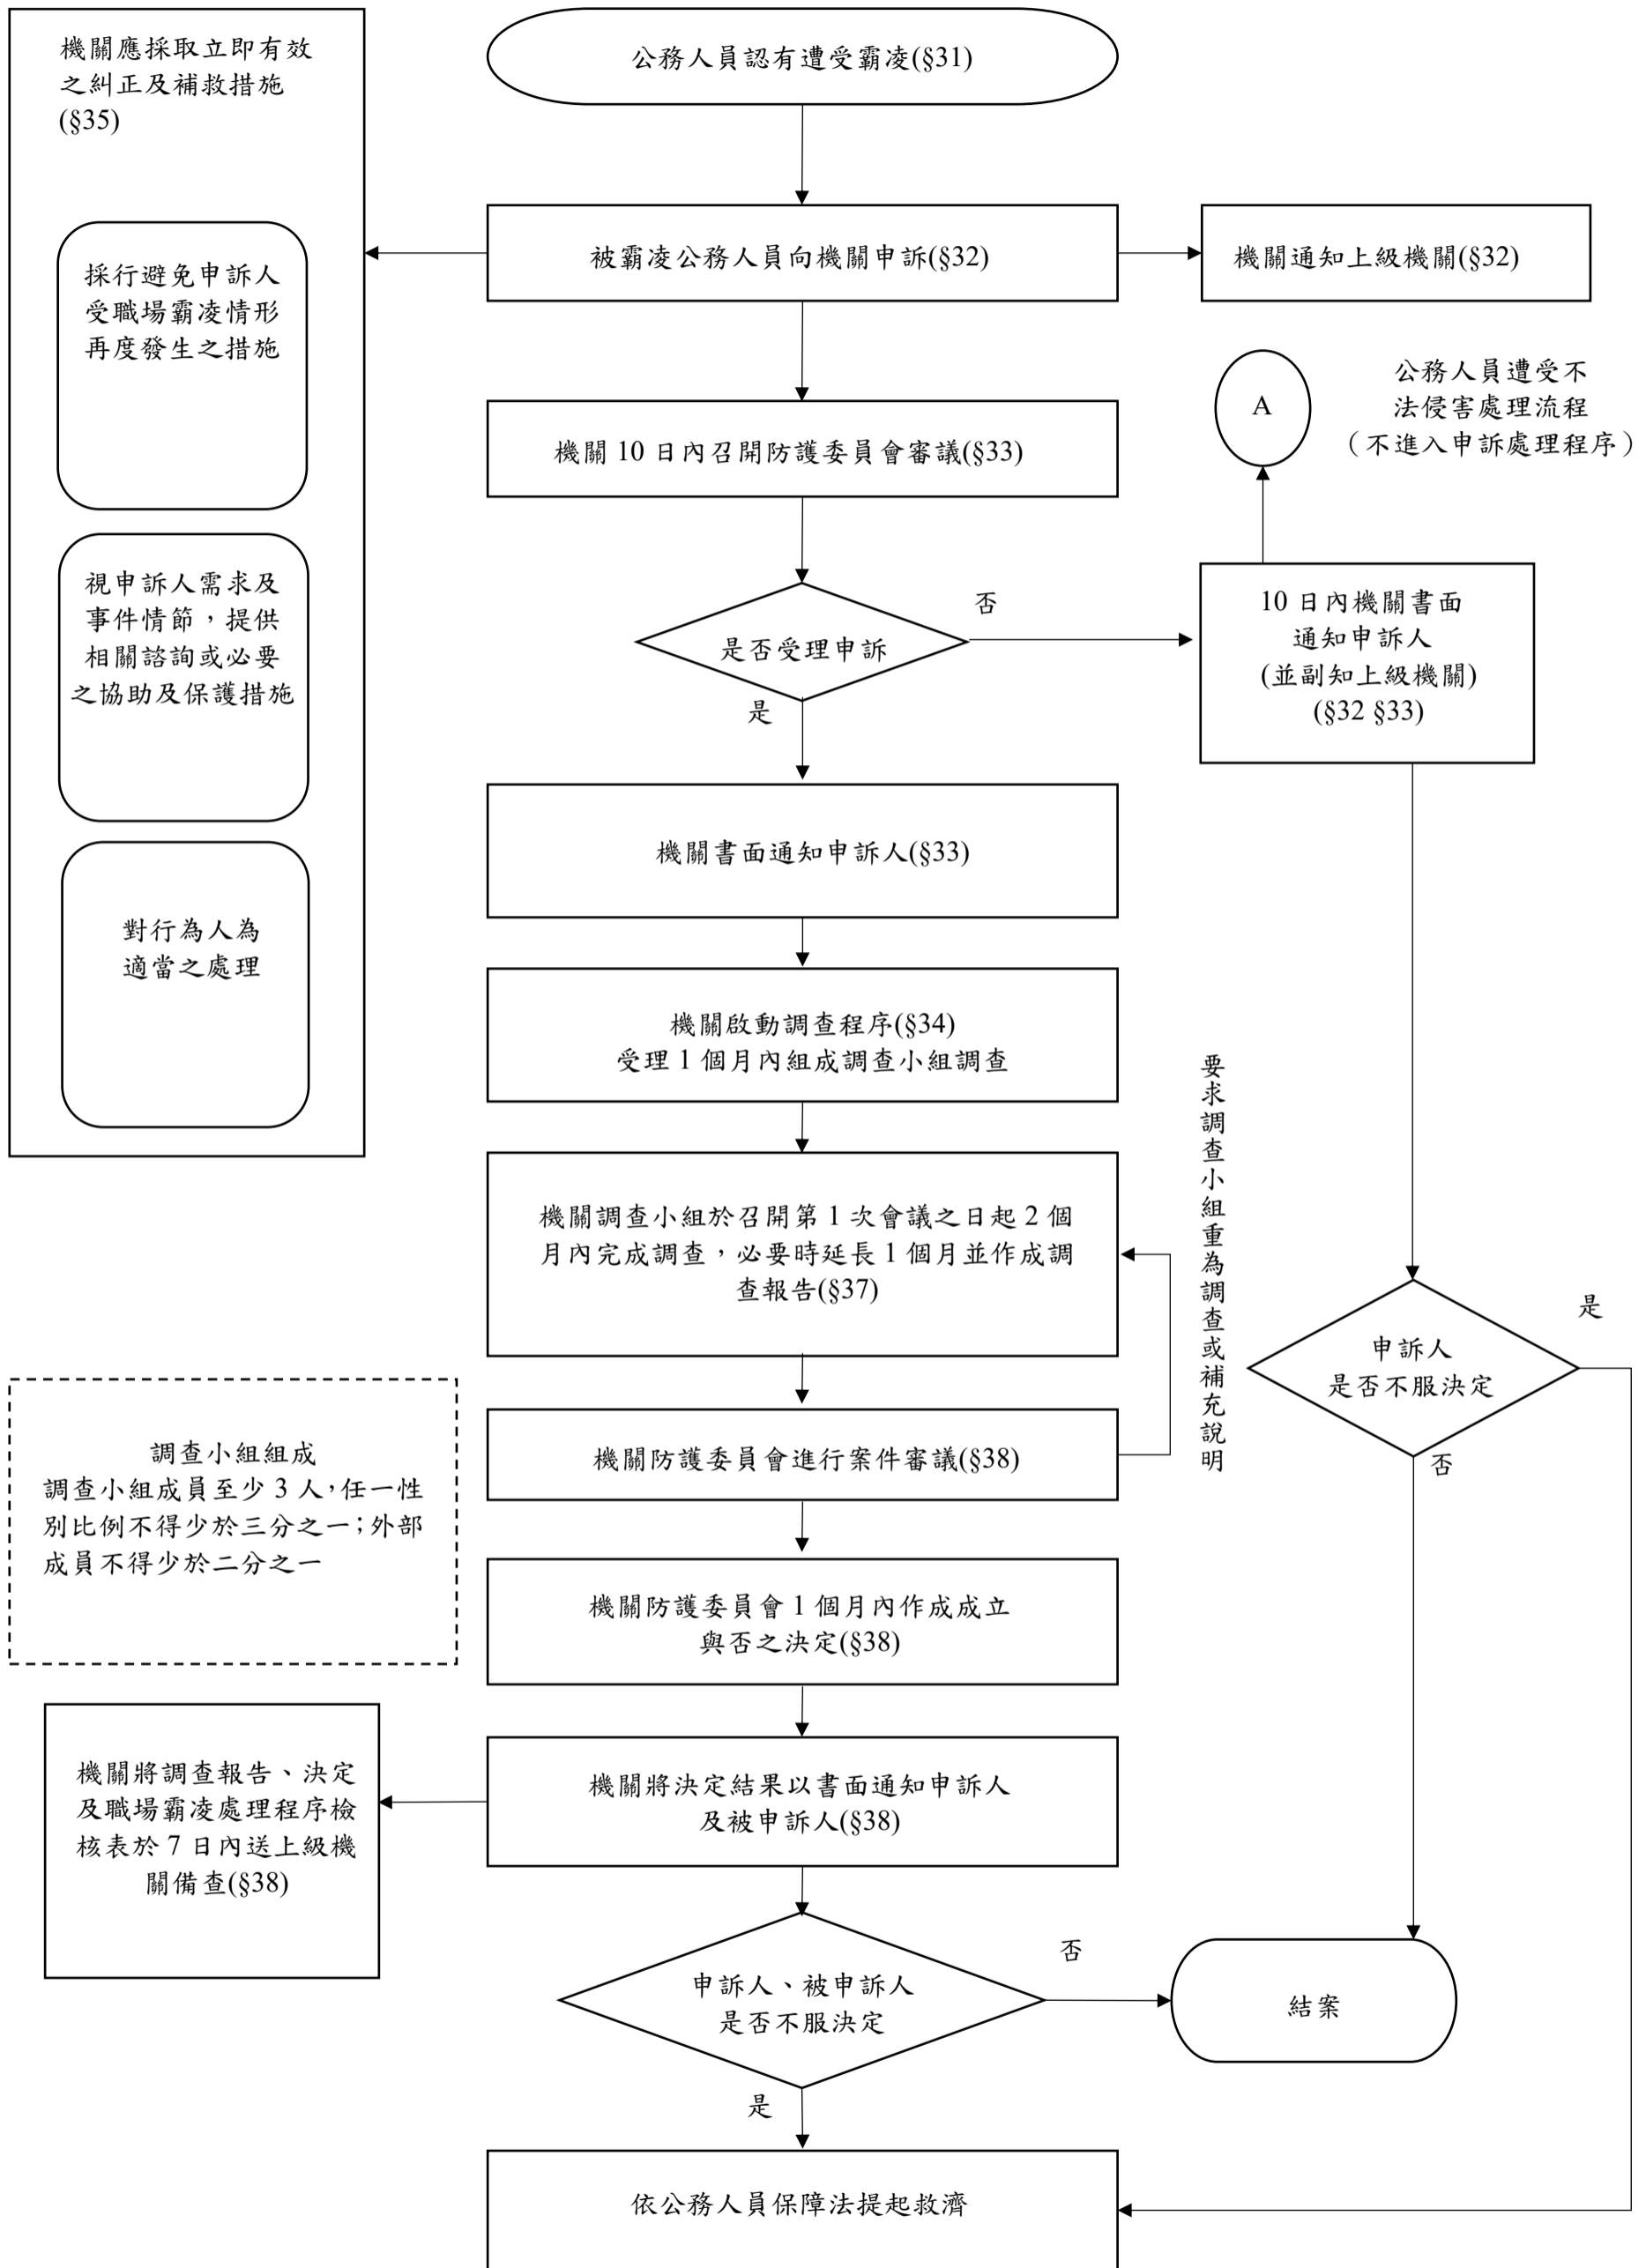 公務人員認有遭受霸凌(§31)
機關應採取立即有效
之糾正及補救措施
(§35)
採行避免申訴人
受職場霸凌情形
再度發生之措施
視申訴人需求及
事件情節，提供
相關諮詢或必要
之協助及保護措施
對行為人為
適當之處理
被霸凌公務人員向機關申訴(§32)
機關通知上級機關(§32)
機關 10 日內召開防護委員會審議(§33)
A
公務人員遭受不
法侵害處理流程
（不進入申訴處理程序）
是否受理申訴
否
是
10 日內機關書面
通知申訴人
(並副知上級機關)
(§32 §33)
機關書面通知申訴人(§33)
機關啟動調查程序(§34)
受理 1 個月內組成調查小組調查
機關調查小組於召開第 1 次會議之日起 2 個
月內完成調查，必要時延長 1 個月並作成調
查報告(§37)
要求調查小組重為調查或補充說明
申訴人
是否不服決定
是
否
調查小組組成
調查小組成員至少 3 人，任一性
別比例不得少於三分之一；外部
成員不得少於二分之一
機關防護委員會進行案件審議(§38)
機關防護委員會 1 個月內作成成立
與否之決定(§38)
機關將決定結果以書面通知申訴人
及被申訴人(§38)
機關將調查報告、決定
及職場霸凌處理程序檢
核表於 7 日內送上級機
關備查(§38)
申訴人、被申訴人
是否不服決定
否
是
結案
依公務人員保障法提起救濟